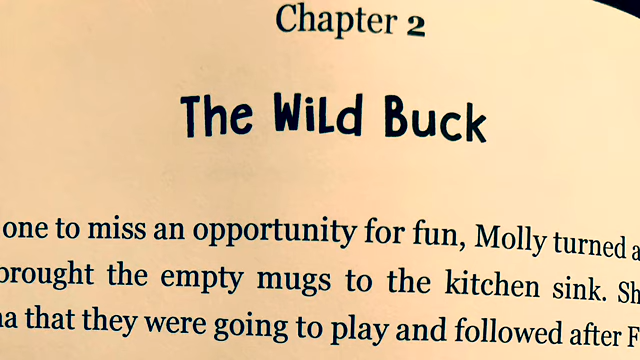 Chapter 2
The Wild Buck
one to miss an opportunity for fun, Molly turned
brought the empty mugs to the kitchen sink.
that they were going to play and followed after